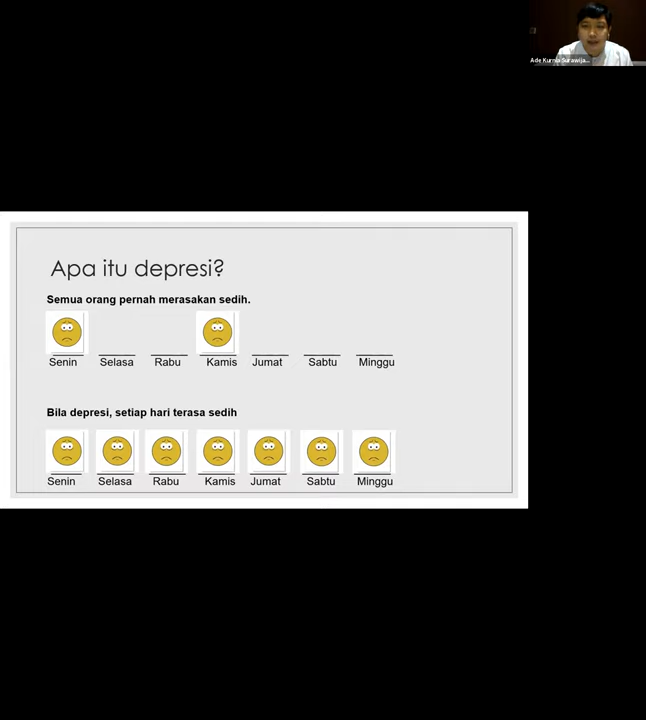 Ade Kurnia Surawija...
Apa itu depresi?
Semua orang pernah merasakan sedih.
Senin Selasa Rabu Kamis Jumat Sabtu Minggu
Bila depresi, setiap hari terasa sedih
Senin Selasa Rabu Kamis Jumat Sabtu Minggu